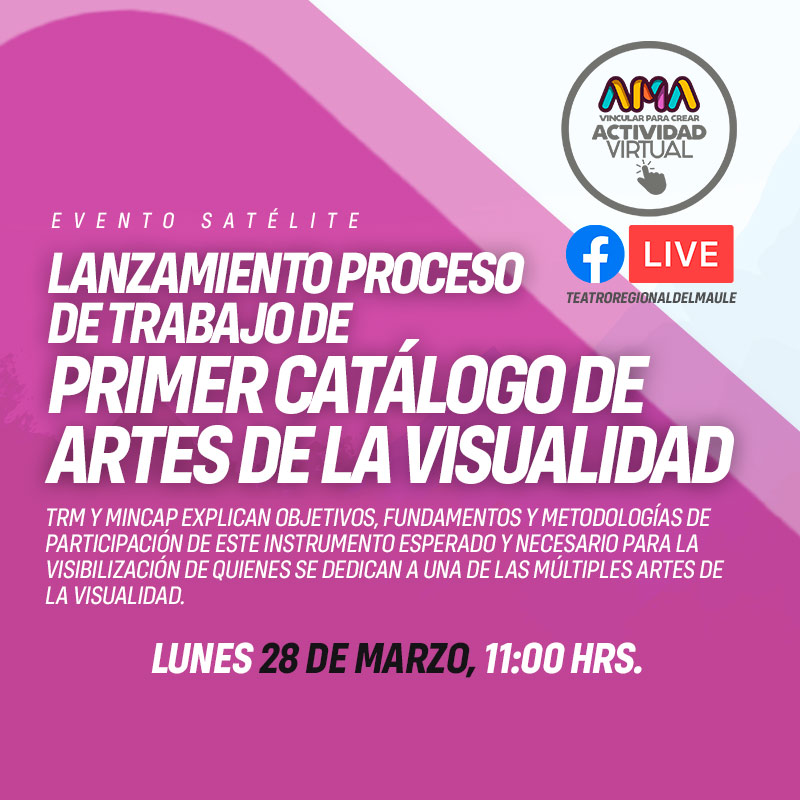 AMA
VINCULAR PARA CREAR
ACTIVIDAD
VIRTUAL
f LIVE
TEATROREGIONALDELMAULE
EVENTO SATÉLITE
LANZAMIENTO PROCESO
DE TRABAJO DE
PRIMER CATÁLOGO DE
ARTES DE LA VISUALIDAD
TRM Y MINCAP EXPLICAN OBJETIVOS, FUNDAMENTOS Y METODOLOGÍAS DE
PARTICIPACIÓN DE ESTE INSTRUMENTO ESPERADO Y NECESARIO PARA LA
VISIBILIZACIÓN DE QUIENES SE DEDICAN A UNA DE LAS MÚLTIPLES ARTES DE
LA VISUALIDAD.
LUNES 28 DE MARZO, 11:00 HRS.